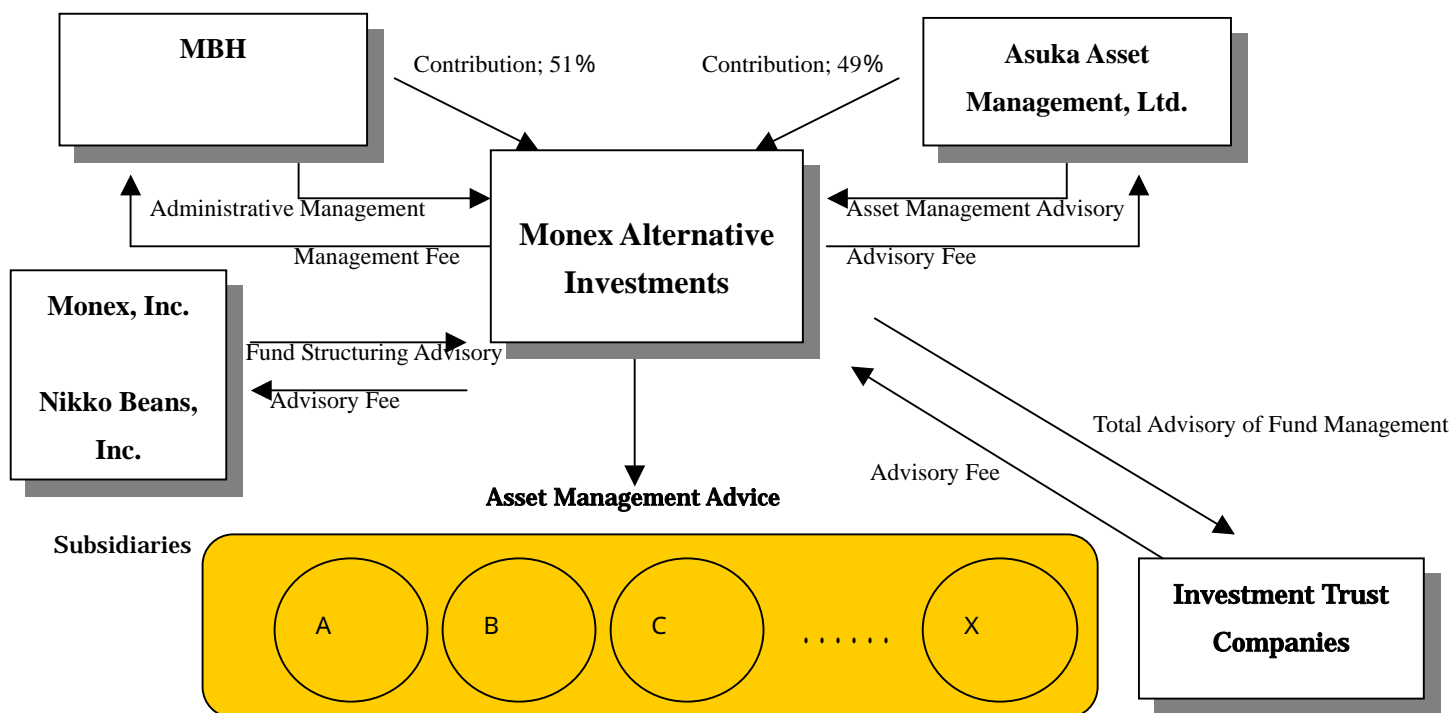 MBH
Contribution; 51%
Contribution; 49%
Asuka Asset
Management, Ltd.
Administrative Management
Management Fee
Monex Alternative
Investments
Asset Management Advisory
Advisory Fee
Monex, Inc.
Nikko Beans,
Inc.
Fund Structuring Advisory
Advisory Fee
Total Advisory of Fund Management
Advisory Fee
Asset Management Advice
Subsidiaries
A
B
C
......
X
Investment Trust
Companies